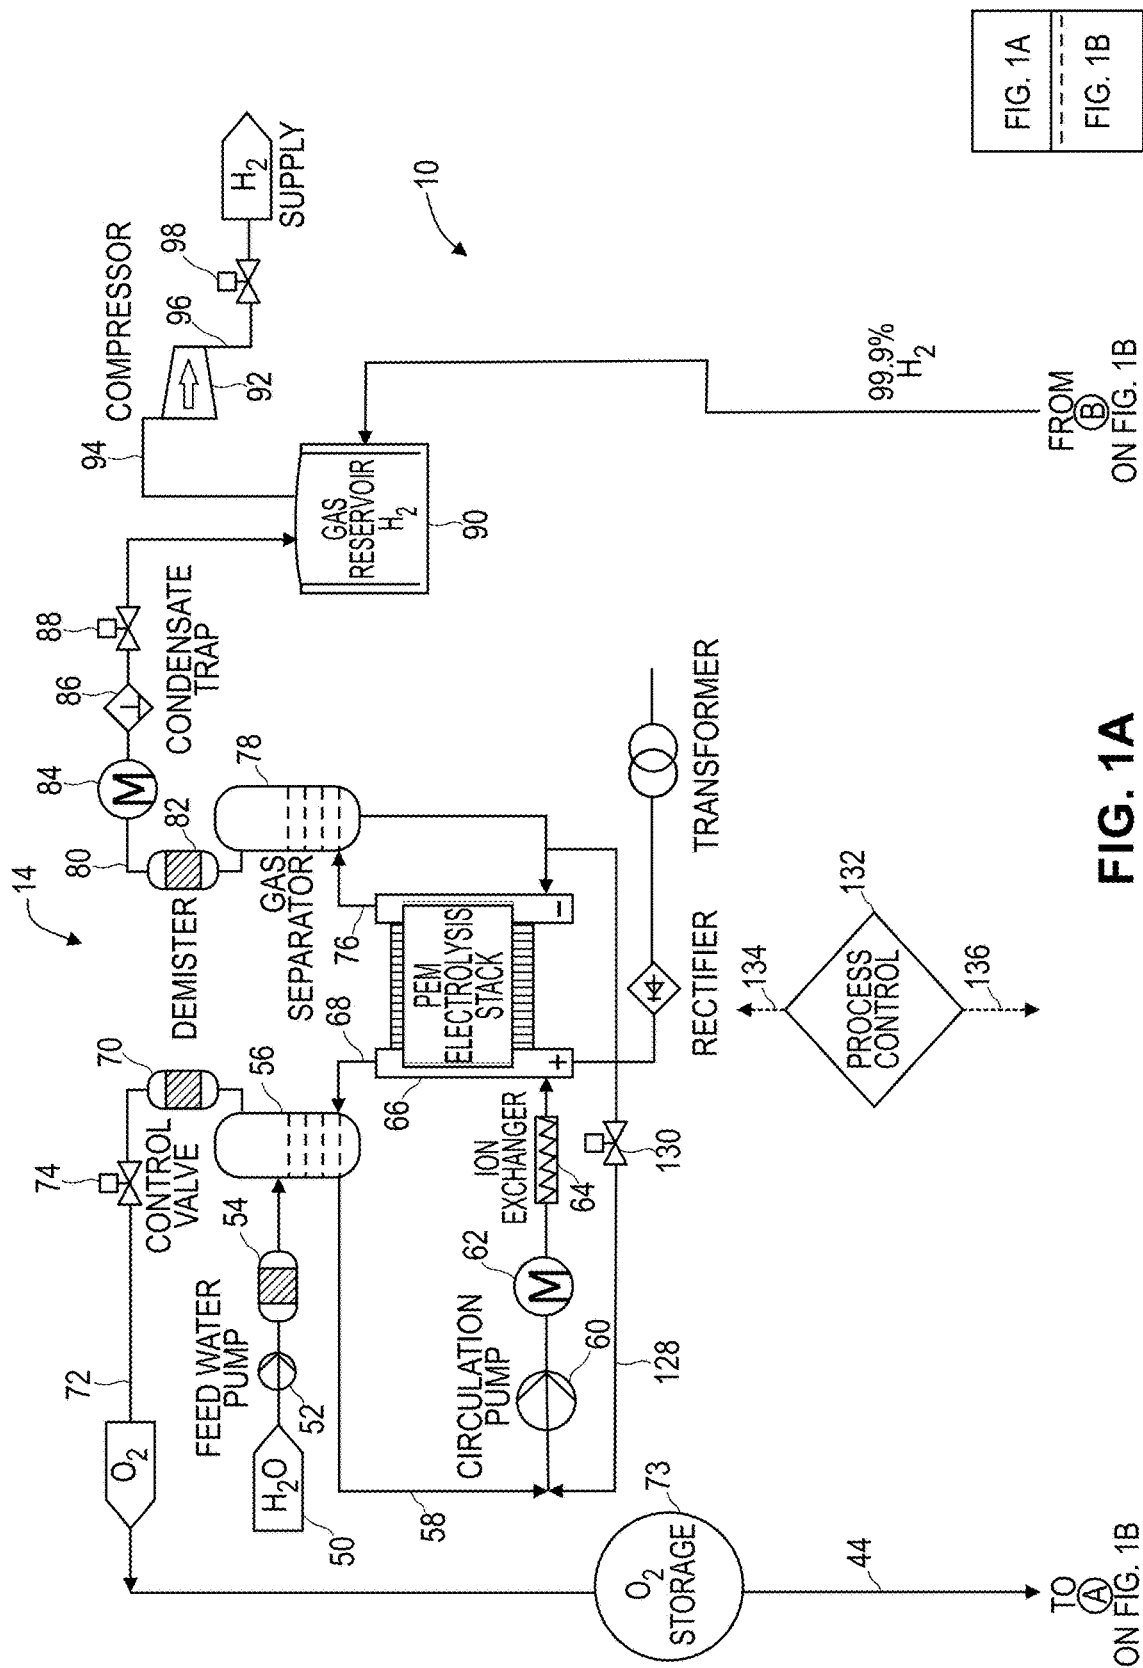 14
10
COMPRESSOR
94
96
98
92
H2
SUPPLY
84
86
88
CONDENSATE
TRAP
M
80
82
DEMISTER
78
GAS
SEPARATOR
GAS
RESERVOIR
H2
90
72
74
70
CONTROL
VALVE
O2
FEED WATER
PUMP
54
52
56
H2O
50
68
76
PEM
ELECTROLYSIS
STACK
+
−
66
58
CIRCULATION
PUMP
62
M
60
ION
EXCHANGER
64
130
128
RECTIFIER
TRANSFORMER
73
O2
STORAGE
44
134
132
PROCESS
CONTROL
136
99.9%
H2
TO
A
ON FIG. 1B
FROM
B
ON FIG. 1B
FIG. 1A
FIG. 1A
FIG. 1B